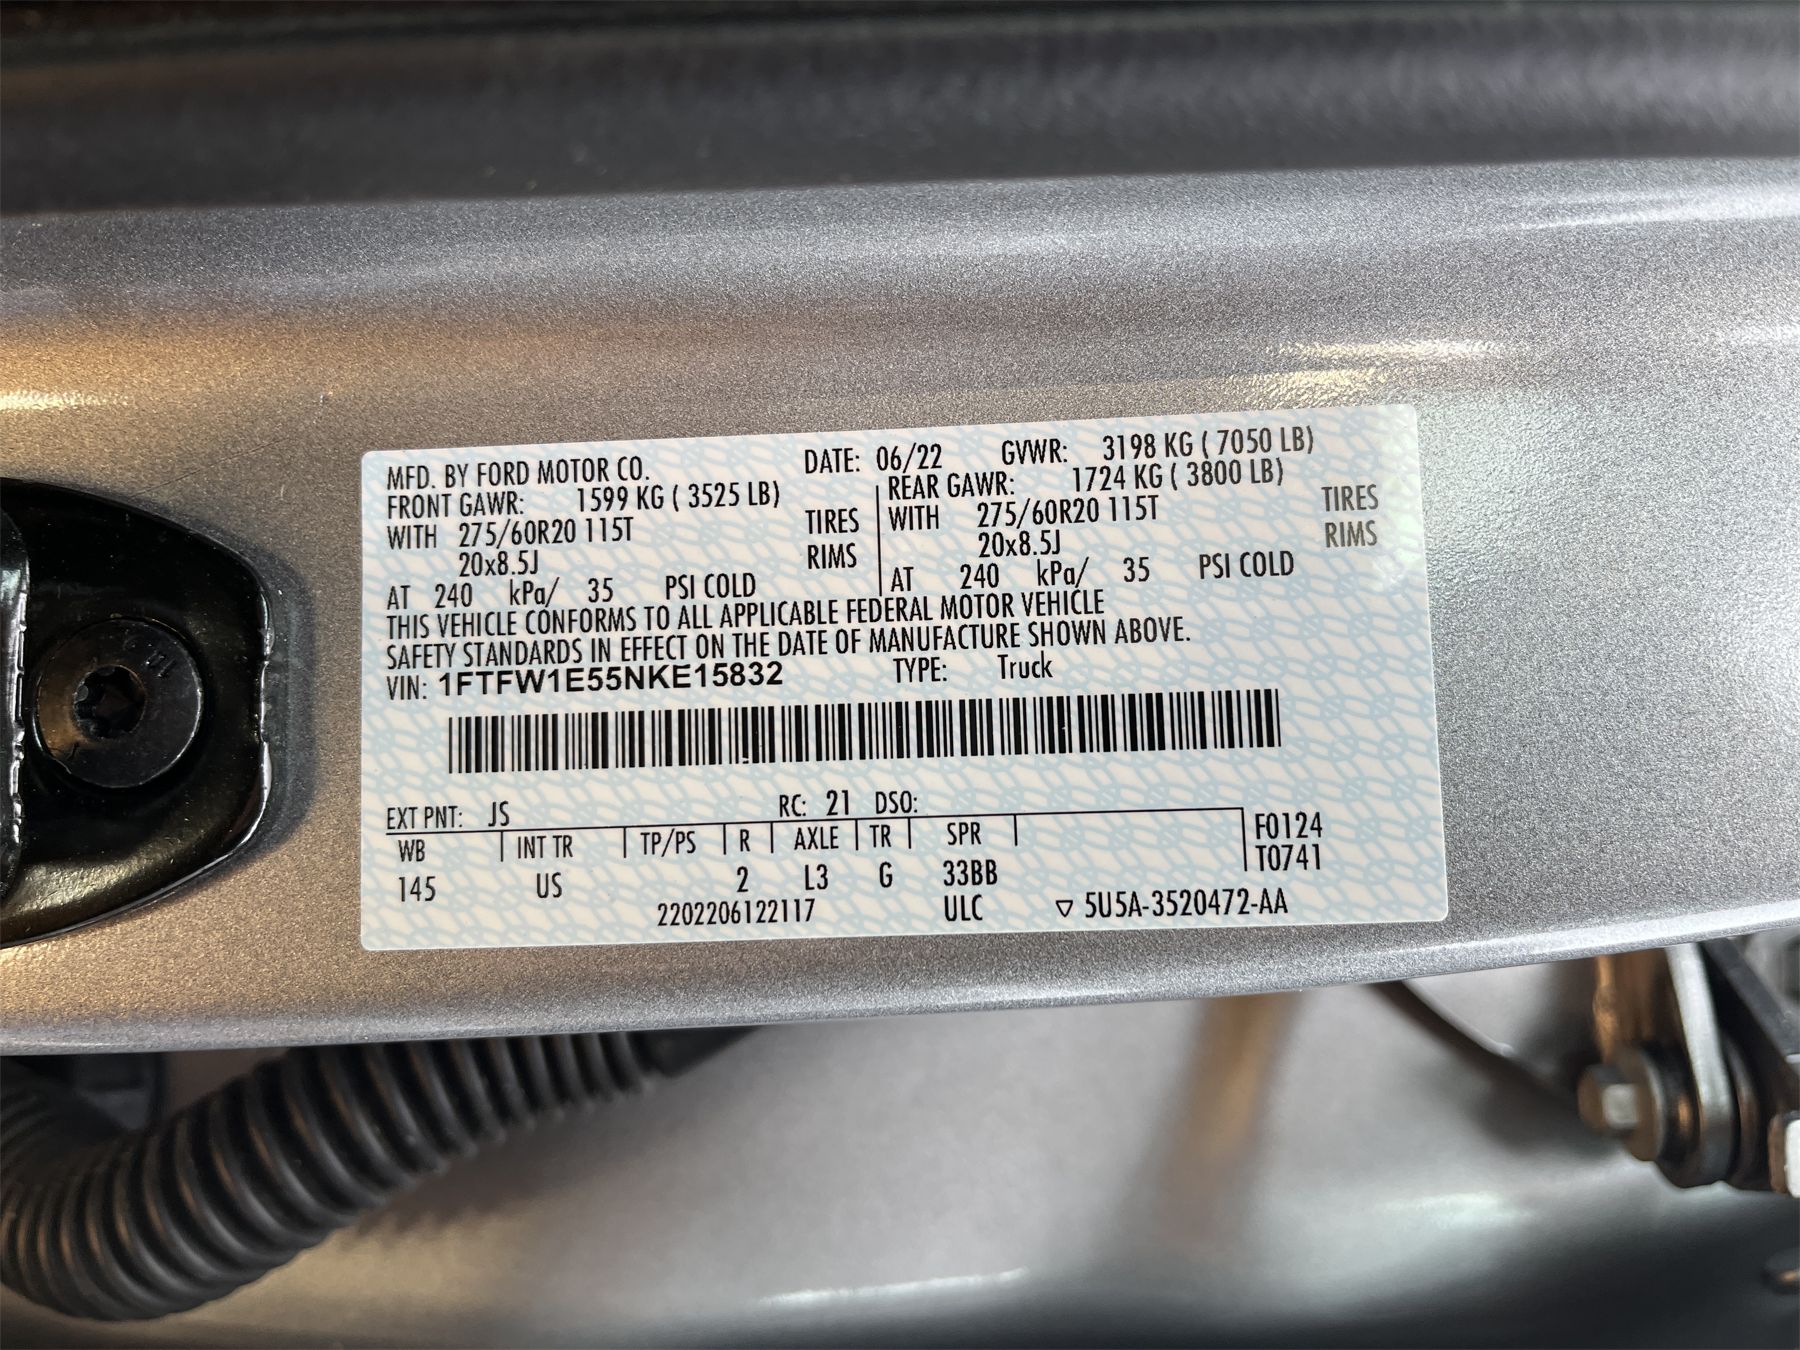 MFD. BY FORD MOTOR CO. DATE: 06/22 GVWR: 3198 KG ( 7050 LB)
FRONT GAWR: 1599 KG ( 3525 LB) REAR GAWR: 1724 KG ( 3800 LB)
WITH 275/60R20 115T TIRES WITH 275/60R20 115T TIRES
20x8.5J RIMS 20x8.5J RIMS
AT 240 kPa/ 35 PSI COLD AT 240 kPa/ 35 PSI COLD
THIS VEHICLE CONFORMS TO ALL APPLICABLE FEDERAL MOTOR VEHICLE
SAFETY STANDARDS IN EFFECT ON THE DATE OF MANUFACTURE SHOWN ABOVE.
VIN: 1FTFW1E55NKE15832 TYPE: Truck
EXT PNT: JS RC: 21 DSO:
WB INT TR TP/PS R AXLE TR SPR F0124
145 US 2 L3 G 33BB T0741
2202206122117 ULC ▽ 5U5A-3520472-AA